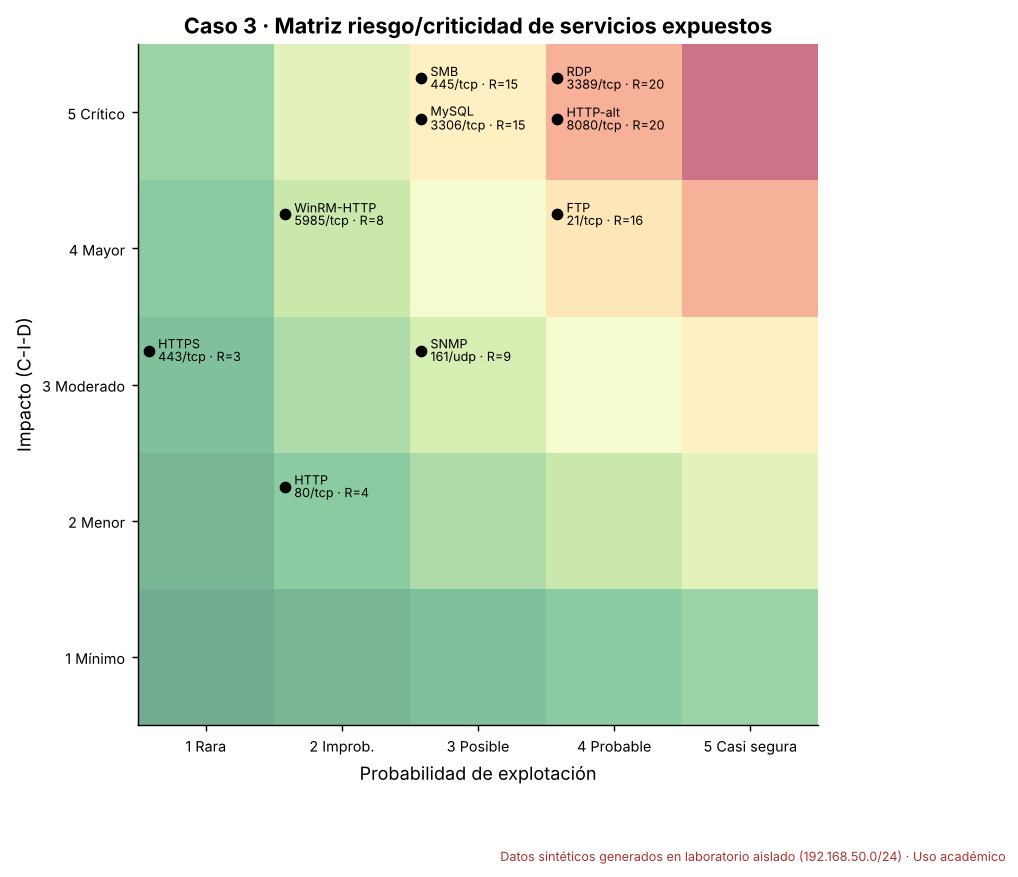 Caso 3 · Matriz riesgo/criticidad de servicios expuestos
Impacto (C-I-D)
5 Crítico
4 Mayor
3 Moderado
2 Menor
1 Mínimo
SMB
445/tcp · R=15
MySQL
3306/tcp · R=15
RDP
3389/tcp · R=20
HTTP-alt
8080/tcp · R=20
WinRM-HTTP
5985/tcp · R=8
FTP
21/tcp · R=16
HTTPS
443/tcp · R=3
SNMP
161/udp · R=9
HTTP
80/tcp · R=4
1 Rara
2 Improb.
3 Posible
4 Probable
5 Casi segura
Probabilidad de explotación
Datos sintéticos generados en laboratorio aislado (192.168.50.0/24) · Uso académico